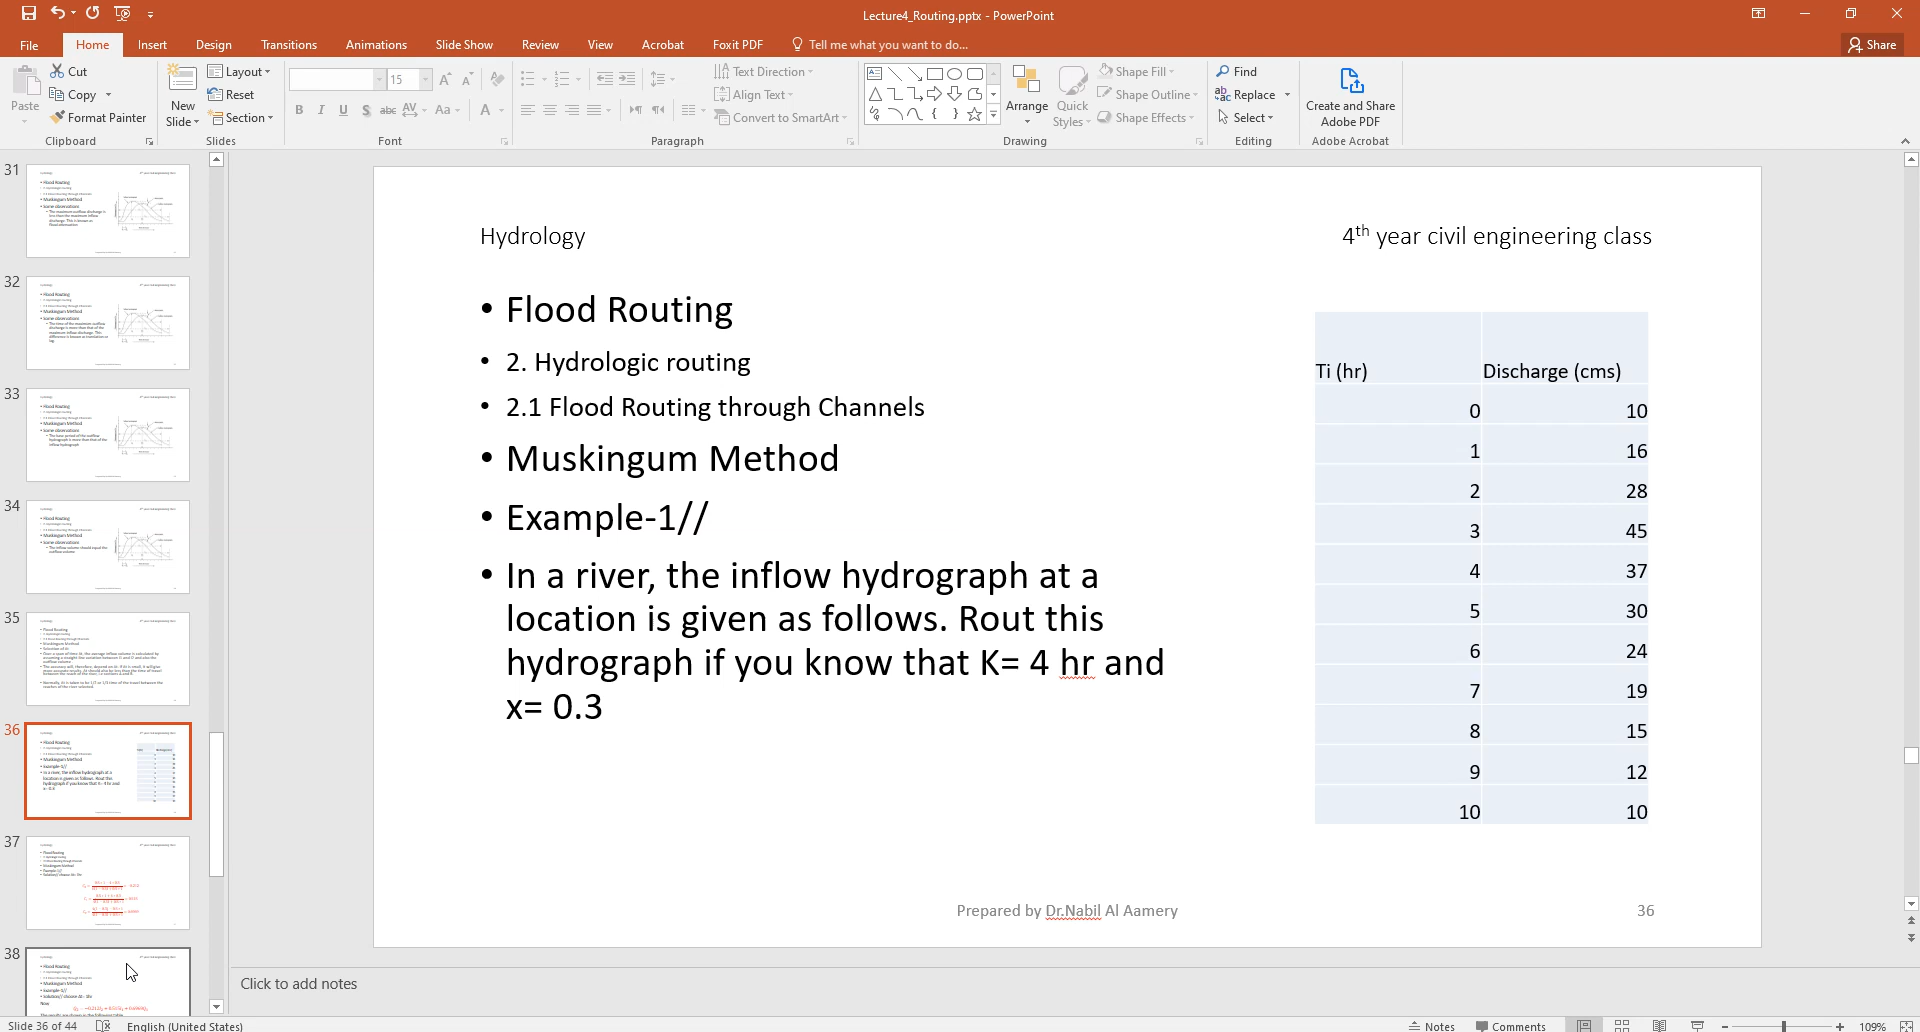 Lecture4_Routing.pptx - PowerPoint
File Home Insert Design Transitions Animations Slide Show Review View Acrobat Foxit PDF Tell me what you want to do... Share
Paste
Cut
Copy
Format Painter
Clipboard
New Slide
Layout
Reset
Section
Slides
15
B I U S abc AV Aa A
Font
Text Direction
Align Text
Convert to SmartArt
Paragraph
Arrange
Quick Styles
Shape Fill
Shape Outline
Shape Effects
Drawing
Find
Replace
Select
Editing
Create and Share Adobe PDF
Adobe Acrobat
31
32
33
34
35
36
37
38
Hydrology
4th year civil engineering class
• Flood Routing
• 2. Hydrologic routing
• 2.1 Flood Routing through Channels
• Muskingum Method
• Example-1//
• In a river, the inflow hydrograph at a
location is given as follows. Rout this
hydrograph if you know that K= 4 hr and
x= 0.3
Ti (hr) Discharge (cms)
0 10
1 16
2 28
3 45
4 37
5 30
6 24
7 19
8 15
9 12
10 10
Prepared by Dr.Nabil Al Aamery
36
Click to add notes
Slide 36 of 44 English (United States) Notes Comments 109%